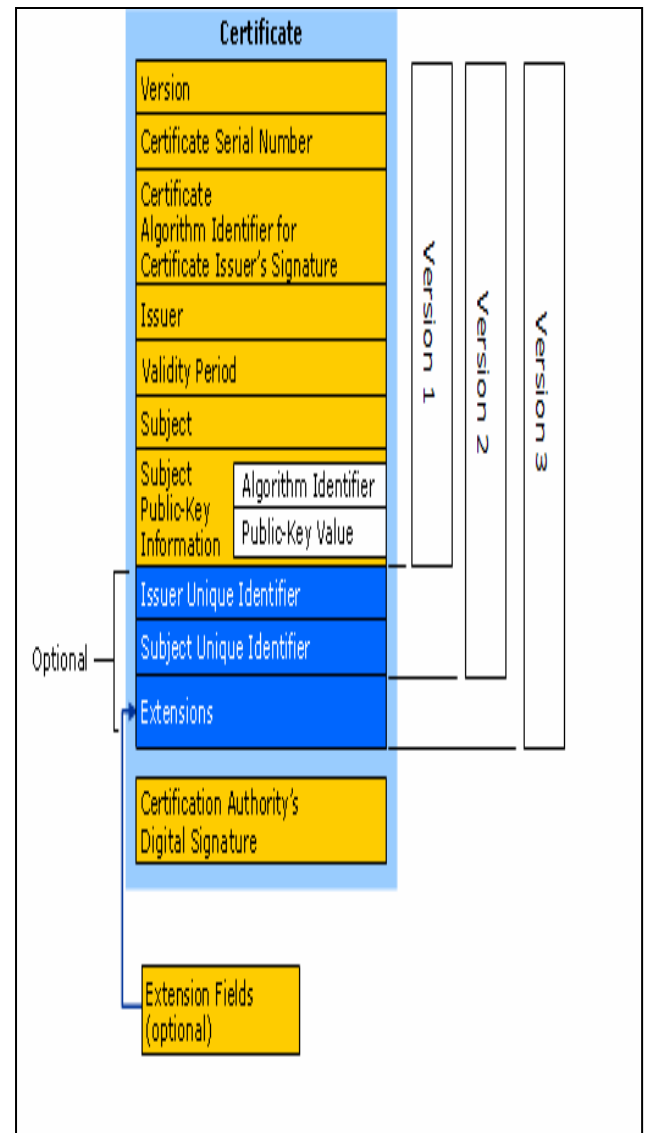 Certificate
Version
Certificate Serial Number
Certificate
Algorithm Identifier for
Certificate Issuer's Signature
Issuer
Validity Period
Subject
Subject
Public-Key
Information
Algorithm Identifier
Public-Key Value
Issuer Unique Identifier
Subject Unique Identifier
Extensions
Optional
Certification Authority's
Digital Signature
Extension Fields
(optional)
Version 1
Version 2
Version 3